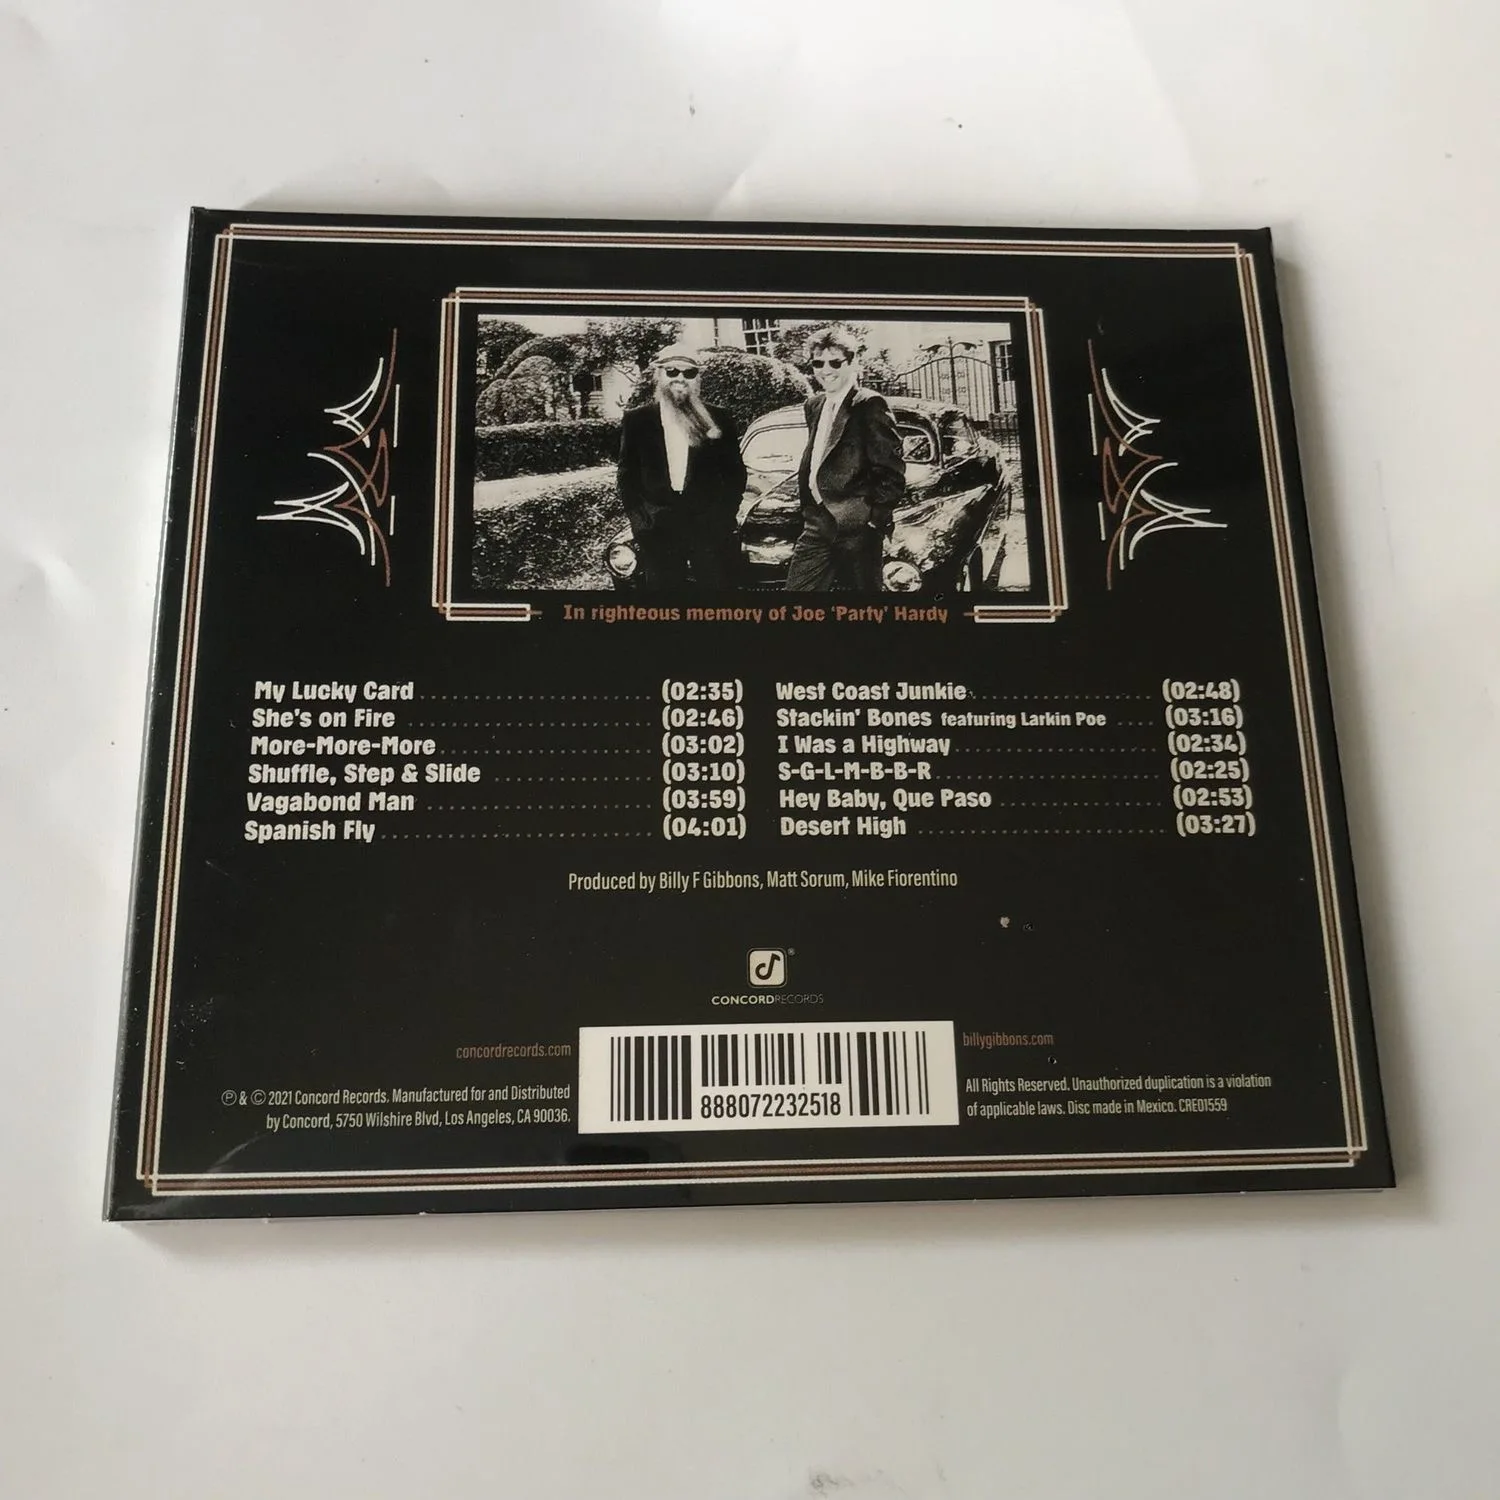 In righteous memory of Joe 'Party' Hardy
My Lucky Card (02:35)
She's on Fire (02:46)
More-More-More (03:02)
Shuffle, Step & Slide (03:10)
Vagabond Man (03:59)
Spanish Fly (04:01)
West Coast Junkie (02:48)
Stackin' Bones featuring Larkin Poe (03:16)
I Was a Highway (02:34)
S-G-L-M-B-B-R (02:25)
Hey Baby, Que Paso (02:53)
Desert High (03:27)
Produced by Billy F Gibbons, Matt Sorum, Mike Fiorentino
®
CONCORDRECORDS
concordrecords.com
℗ & © 2021 Concord Records. Manufactured for and Distributed
by Concord, 5750 Wilshire Blvd, Los Angeles, CA 90036.
888072232518
billygibbons.com
All Rights Reserved. Unauthorized duplication is a violation
of applicable laws. Disc made in Mexico. CRE01559